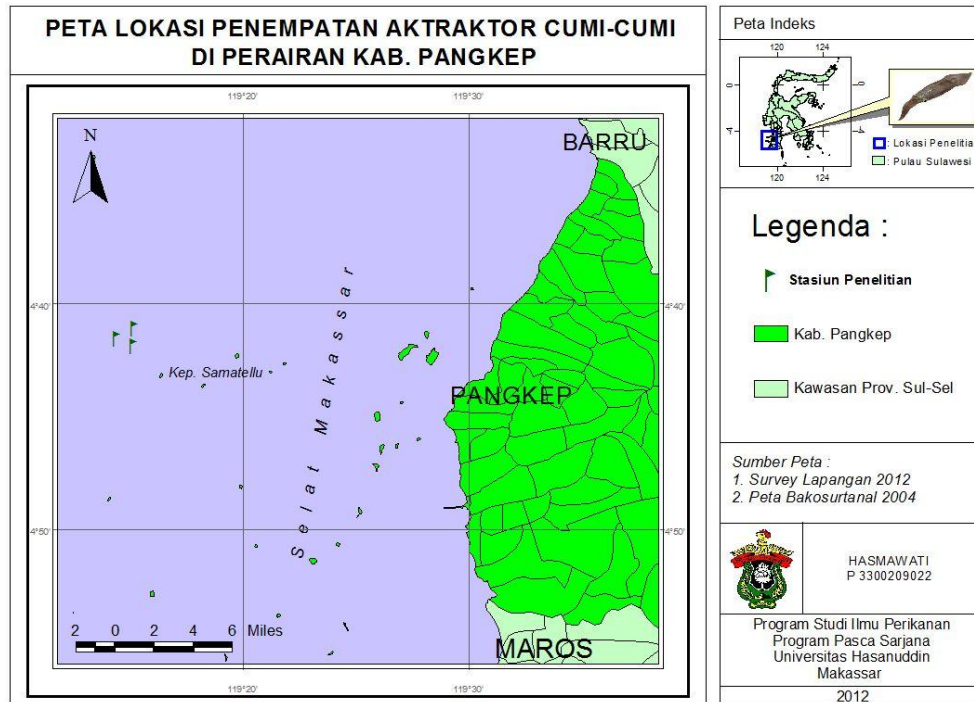 PETA LOKASI PENEMPATAN AKTRAKTOR CUMI-CUMI
DI PERAIRAN KAB. PANGKEP
119°20'
119°30'
N
BARRU
4°40'
4°40'
Selat Makassar
Kep. Samatellu
PANGKEP
4°50'
4°50'
2 0 2 4 6 Miles
MAROS
119°20'
119°30'
Peta Indeks
120 124
0 0
-4 -4
120 124
: Lokasi Penelitian
: Pulau Sulawesi
Legenda :
Stasiun Penelitian
Kab. Pangkep
Kawasan Prov. Sul-Sel
Sumber Peta :
1. Survey Lapangan 2012
2. Peta Bakosurtanal 2004
HASMAWATI
P 3300209022
Program Studi Ilmu Perikanan
Program Pasca Sarjana
Universitas Hasanuddin
Makassar
2012